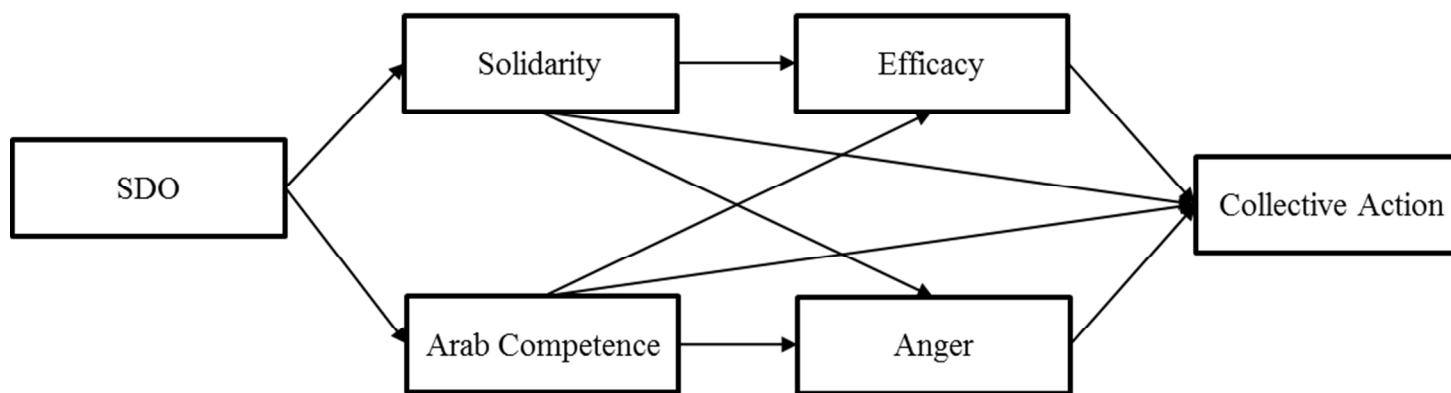 Solidarity
Efficacy
SDO
Collective Action
Arab Competence
Anger